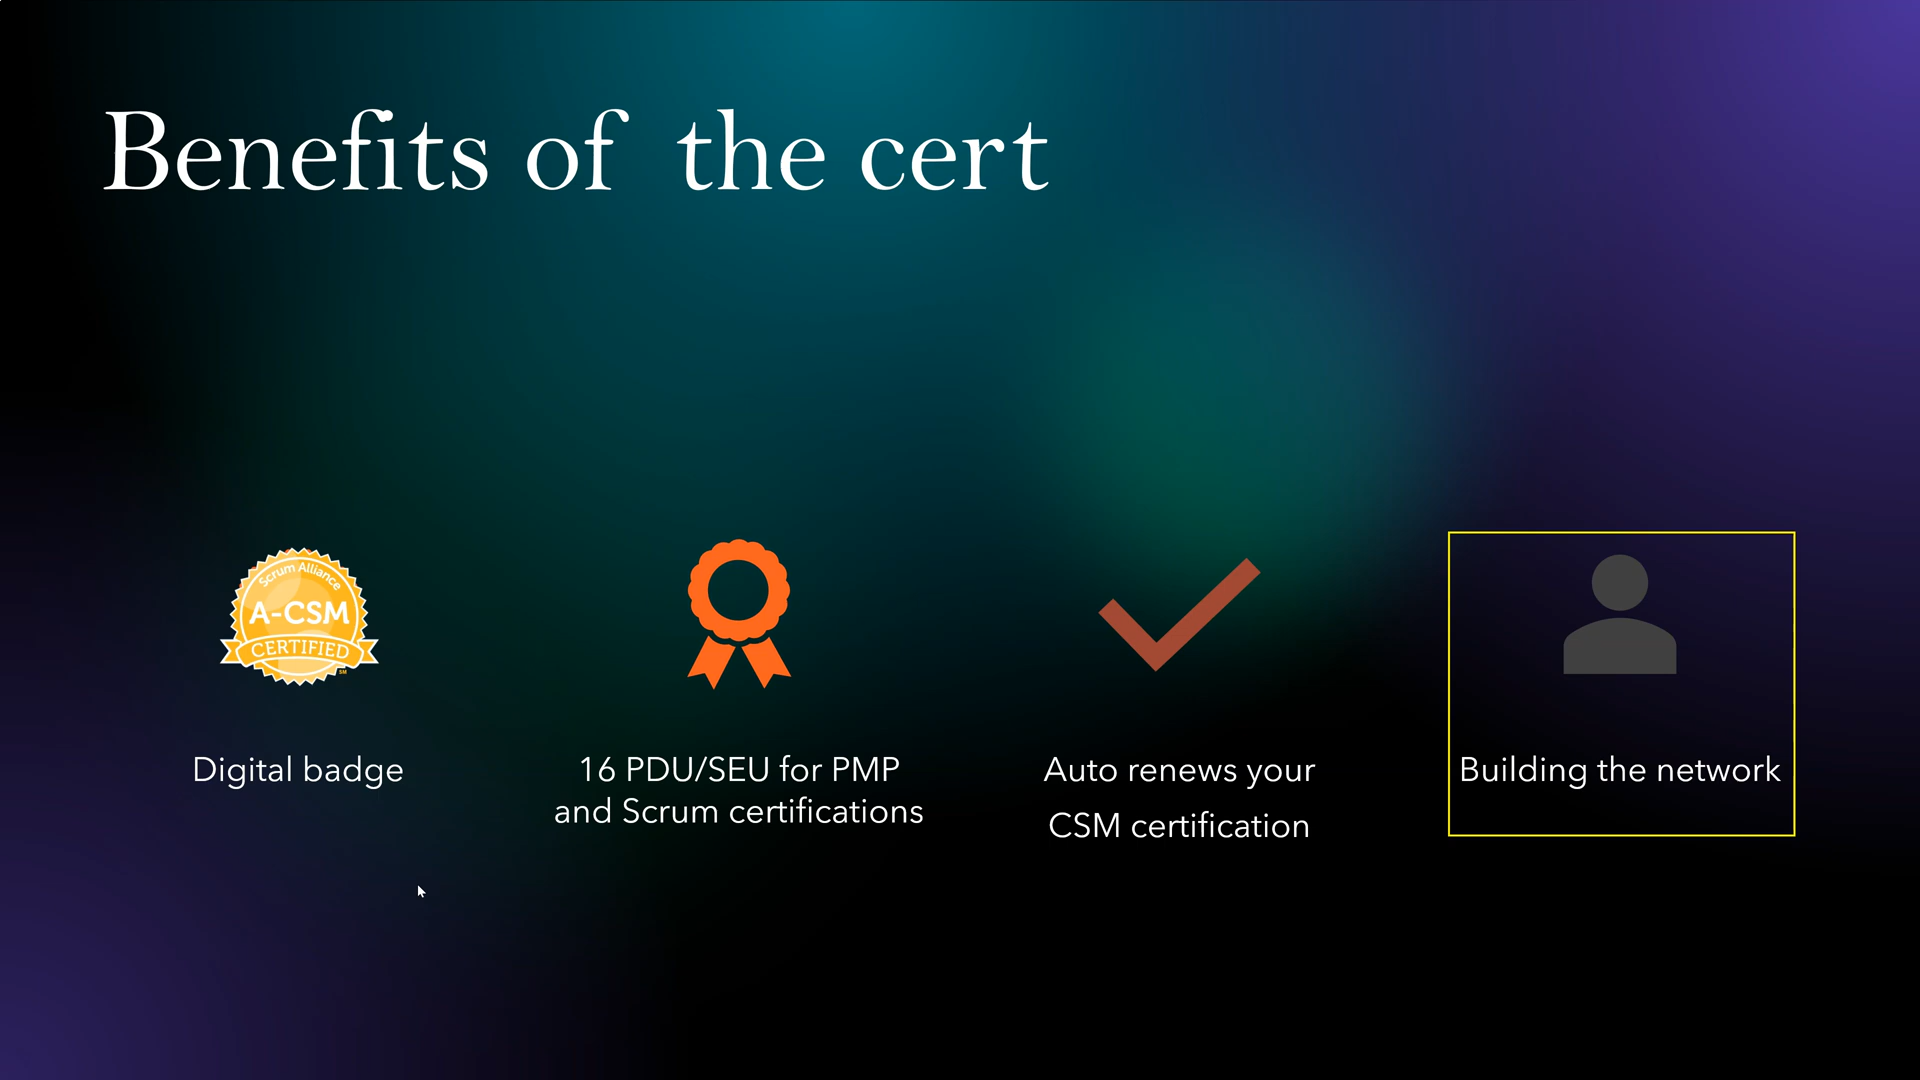 Benefits of the cert
Scrum Alliance
A-CSM
CERTIFIED
SM
Digital badge
16 PDU/SEU for PMP
and Scrum certifications
Auto renews your
CSM certification
Building the network